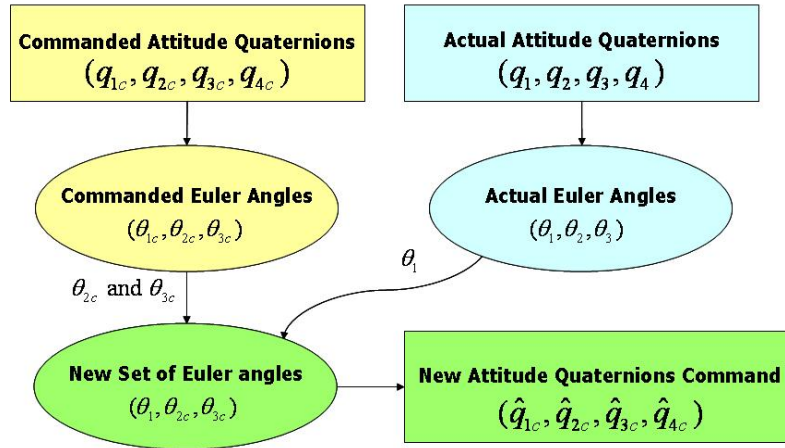 Commanded Attitude Quaternions
(q₁c, q₂c, q₃c, q₄c)
Actual Attitude Quaternions
(q₁, q₂, q₃, q₄)
Commanded Euler Angles
(θ₁c, θ₂c, θ₃c)
Actual Euler Angles
(θ₁, θ₂, θ₃)
θ₂c and θ₃c
θ₁
New Set of Euler angles
(θ₁, θ₂c, θ₃c)
New Attitude Quaternions Command
(q̂₁c, q̂₂c, q̂₃c, q̂₄c)